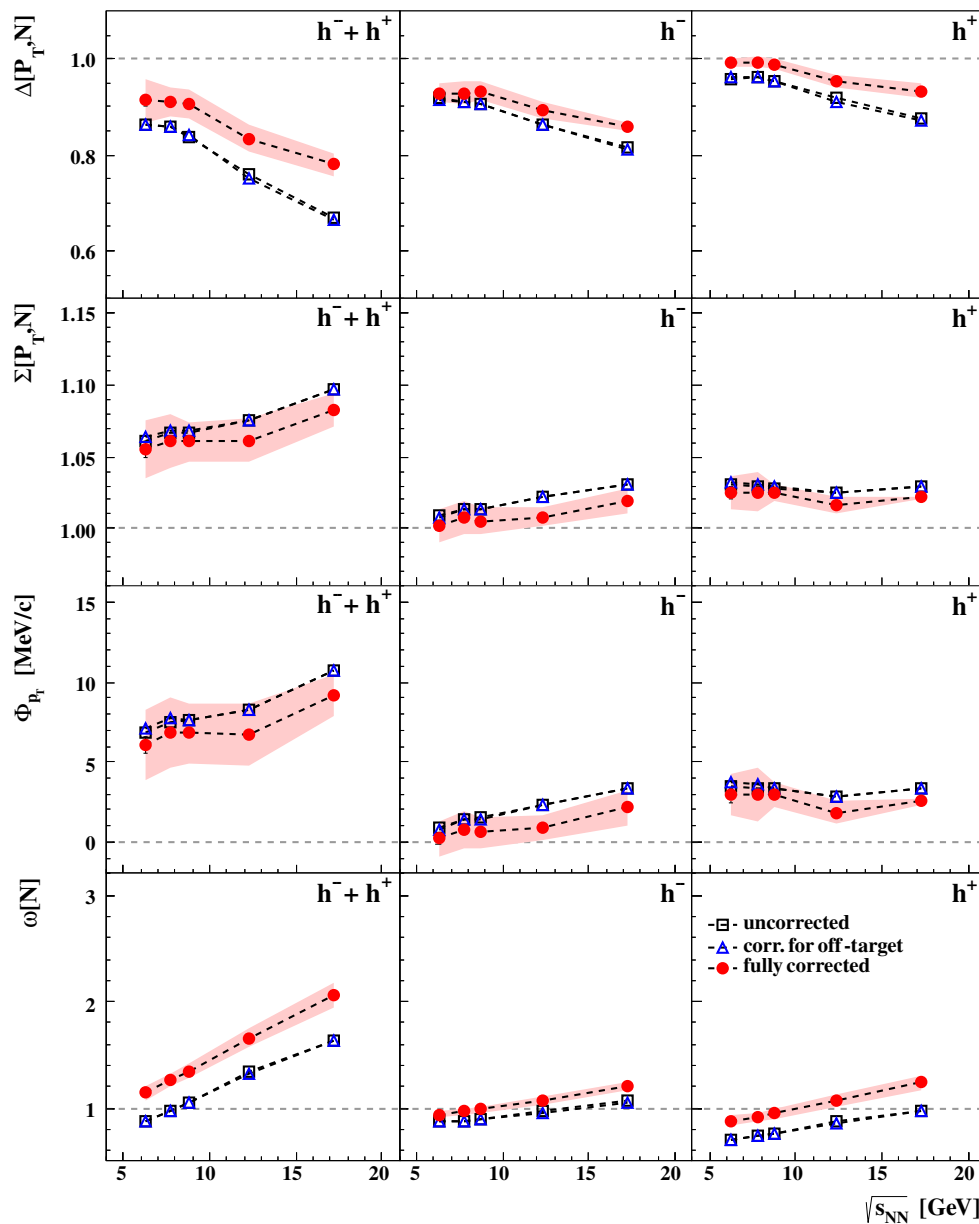 Δ[P_T,N]
h⁻ + h⁺
h⁻
h⁺
1.0
0.8
0.6
Σ[P_T,N]
h⁻ + h⁺
h⁻
h⁺
1.15
1.10
1.05
1.00
Φ_{p_T} [MeV/c]
h⁻ + h⁺
h⁻
h⁺
15
10
5
0
ω[N]
h⁻ + h⁺
h⁻
h⁺
3
2
1
uncorrected
corr. for off-target
fully corrected
5 10 15 20 5 10 15 20 5 10 15 20
√s_NN [GeV]